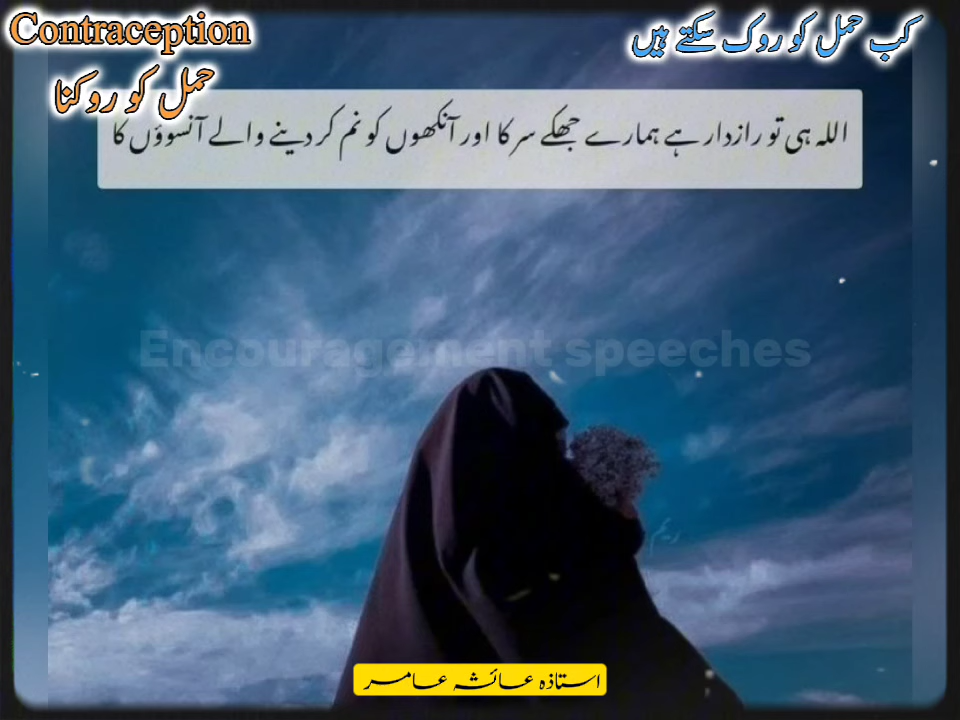 Contraception
حمل کو روکنا
کب حمل کو روک سکتے ہیں
اللہ ہی تو رازدار ہے ہمارے جھکے سر کا اور آنکھوں کو نم کر دینے والے آنسوؤں کا
Encouragement speeches
ریم
استاذہ عائشہ عامر